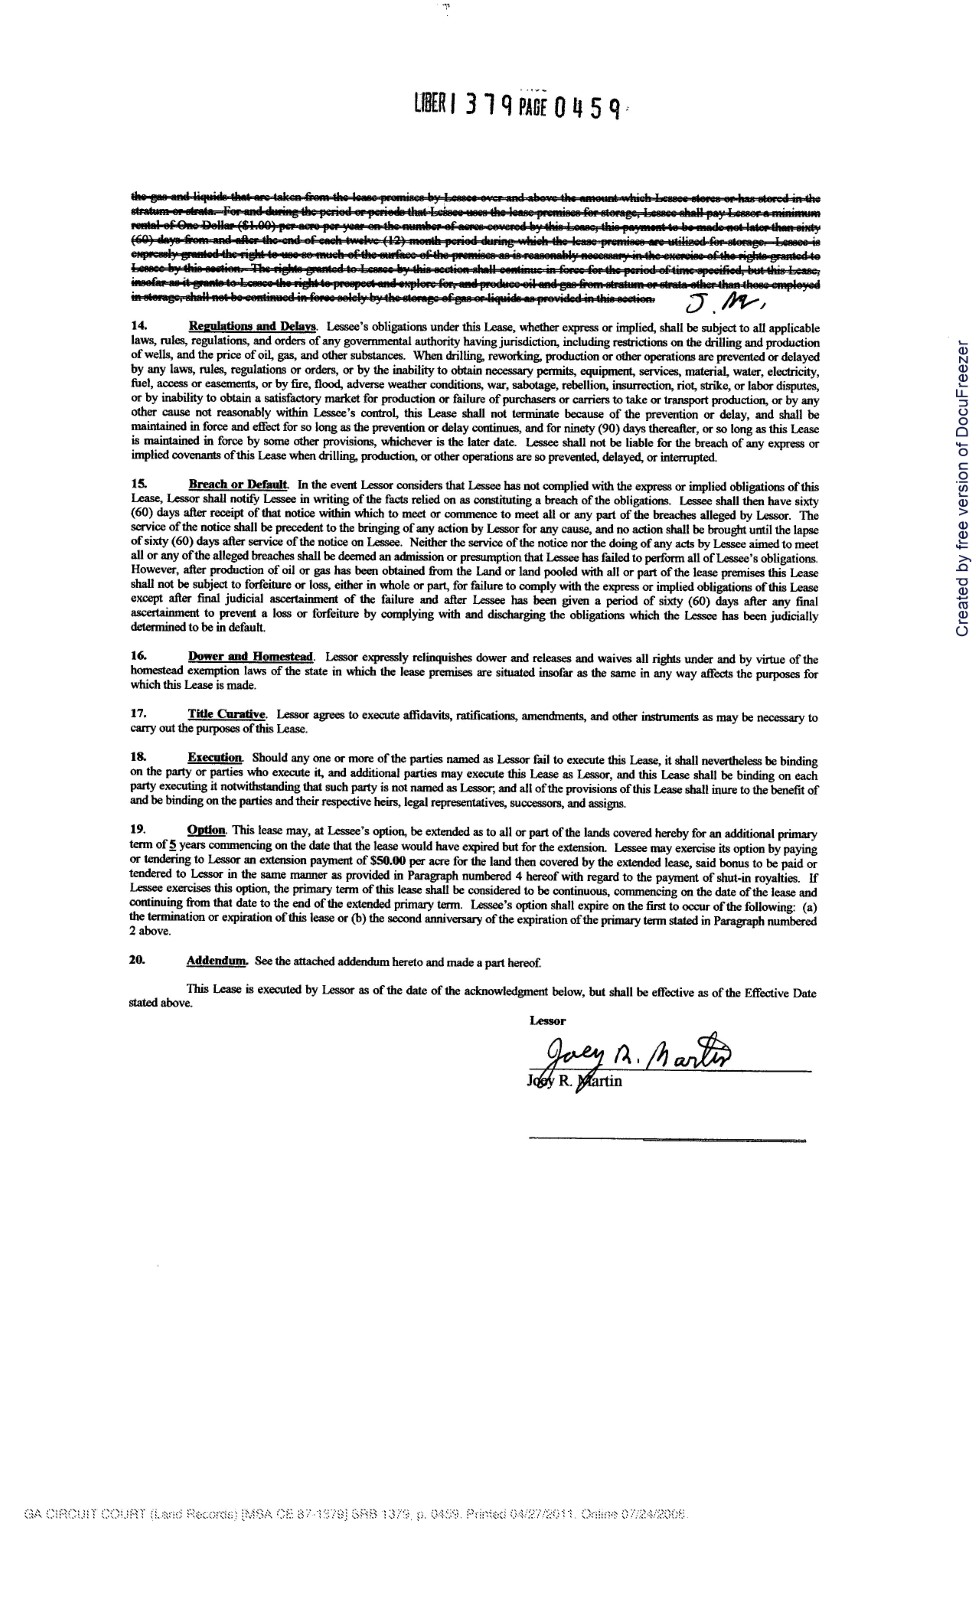 LIBER 1379 PAGE 0459
the gas and liquids that are taken from the lease premises by Lessee over and above the amount which Lessee stores or has stored in the
stratum or strata. For and during the period or periods that Lessee uses the lease premises for storage, Lessee shall pay Lessor a minimum
rental of One Dollar ($1.00) per acre per year on the number of acres covered by this Lease, this payment to be made not later than sixty
(60) days from and after the end of each twelve (12) month period during which the lease premises are utilized for storage. Lessee is
expressly granted the right to use so much of the surface of the premises as is reasonably necessary in the exercise of the rights granted to
Lessee by this section. The rights granted to Lessee by this section shall continue in force for the period of time specified, but this Lease,
insofar as it grants to Lessee the right to prospect and explore for, and produce oil and gas from stratum or strata other than those employed
in storage, shall not be continued in force solely by the storage of gas or liquids as provided in this section.
J. M.
14. Regulations and Delays. Lessee's obligations under this Lease, whether express or implied, shall be subject to all applicable
laws, rules, regulations, and orders of any governmental authority having jurisdiction, including restrictions on the drilling and production
of wells, and the price of oil, gas, and other substances. When drilling, reworking, production or other operations are prevented or delayed
by any laws, rules, regulations or orders, or by the inability to obtain necessary permits, equipment, services, material, water, electricity,
fuel, access or easements, or by fire, flood, adverse weather conditions, war, sabotage, rebellion, insurrection, riot, strike, or labor disputes,
or by inability to obtain a satisfactory market for production or failure of purchasers or carriers to take or transport production, or by any
other cause not reasonably within Lessee's control, this Lease shall not terminate because of the prevention or delay, and shall be
maintained in force and effect for so long as the prevention or delay continues, and for ninety (90) days thereafter, or so long as this Lease
is maintained in force by some other provisions, whichever is the later date. Lessee shall not be liable for the breach of any express or
implied covenants of this Lease when drilling, production, or other operations are so prevented, delayed, or interrupted.
15. Breach or Default. In the event Lessor considers that Lessee has not complied with the express or implied obligations of this
Lease, Lessor shall notify Lessee in writing of the facts relied on as constituting a breach of the obligations. Lessee shall then have sixty
(60) days after receipt of that notice within which to meet or commence to meet all or any part of the breaches alleged by Lessor. The
service of the notice shall be precedent to the bringing of any action by Lessor for any cause, and no action shall be brought until the lapse
of sixty (60) days after service of the notice on Lessee. Neither the service of the notice nor the doing of any acts by Lessee aimed to meet
all or any of the alleged breaches shall be deemed an admission or presumption that Lessee has failed to perform all of Lessee's obligations.
However, after production of oil or gas has been obtained from the Land or land pooled with all or part of the lease premises this Lease
shall not be subject to forfeiture or loss, either in whole or part, for failure to comply with the express or implied obligations of this Lease
except after final judicial ascertainment of the failure and after Lessee has been given a period of sixty (60) days after any final
ascertainment to prevent a loss or forfeiture by complying with and discharging the obligations which the Lessee has been judicially
determined to be in default.
16. Dower and Homestead. Lessor expressly relinquishes dower and releases and waives all rights under and by virtue of the
homestead exemption laws of the state in which the lease premises are situated insofar as the same in any way affects the purposes for
which this Lease is made.
17. Title Curative. Lessor agrees to execute affidavits, ratifications, amendments, and other instruments as may be necessary to
carry out the purposes of this Lease.
18. Execution. Should any one or more of the parties named as Lessor fail to execute this Lease, it shall nevertheless be binding
on the party or parties who execute it, and additional parties may execute this Lease as Lessor, and this Lease shall be binding on each
party executing it notwithstanding that such party is not named as Lessor; and all of the provisions of this Lease shall inure to the benefit of
and be binding on the parties and their respective heirs, legal representatives, successors, and assigns.
19. Option. This lease may, at Lessee's option, be extended as to all or part of the lands covered hereby for an additional primary
term of 5 years commencing on the date that the lease would have expired but for the extension. Lessee may exercise its option by paying
or tendering to Lessor an extension payment of $50.00 per acre for the land then covered by the extended lease, said bonus to be paid or
tendered to Lessor in the same manner as provided in Paragraph numbered 4 hereof with regard to the payment of shut-in royalties. If
Lessee exercises this option, the primary term of this lease shall be considered to be continuous, commencing on the date of the lease and
continuing from that date to the end of the extended primary term. Lessee's option shall expire on the first to occur of the following: (a)
the termination or expiration of this lease or (b) the second anniversary of the expiration of the primary term stated in Paragraph numbered
2 above.
20. Addendum. See the attached addendum hereto and made a part hereof.
This Lease is executed by Lessor as of the date of the acknowledgment below, but shall be effective as of the Effective Date
stated above.
Lessor
Joey R. Martin
Joey R. Martin
GA CIRCUIT COURT (Land Records) [MSA CE 87-1379] SRB 1379, p. 0459. Printed 04/27/2011. Online 07/24/2008.
Created by free version of DocuFreezer